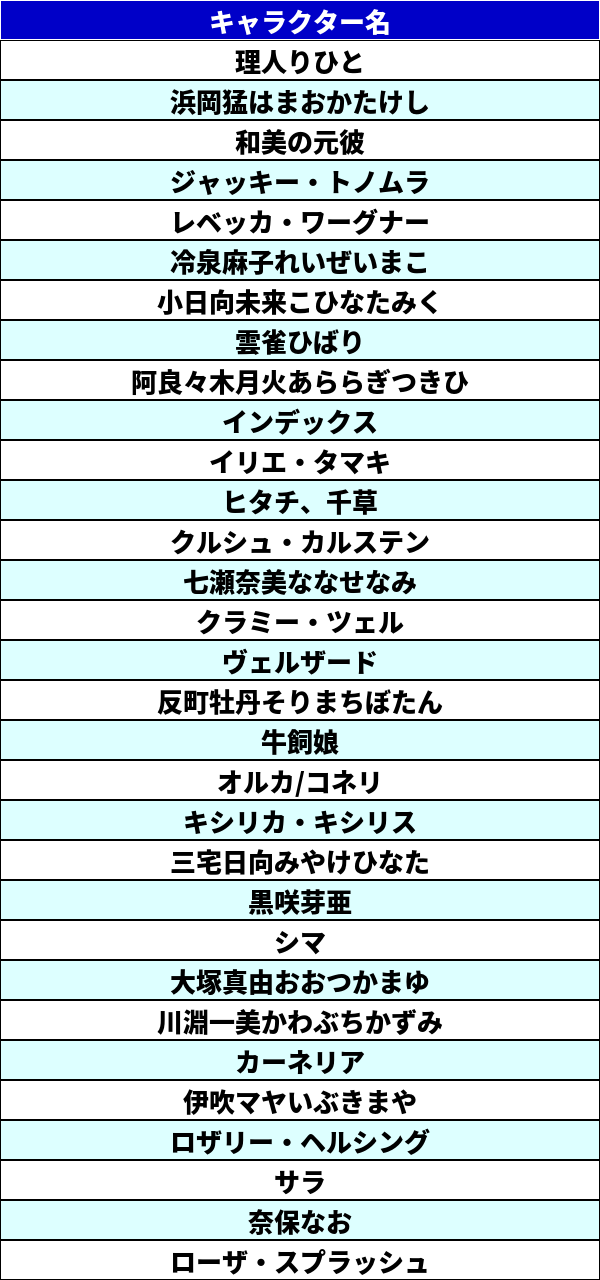 キャラクター名
理人りひと
浜岡猛はまおかたけし
和美の元彼
ジャッキー・トノムラ
レベッカ・ワーグナー
冷泉麻子れいぜいまこ
小日向未来こひなたみく
雲雀ひばり
阿良々木月火あららぎつきひ
インデックス
イリエ・タマキ
ヒタチ、千草
クルシュ・カルステン
七瀬奈美ななせなみ
クラミー・ツェル
ヴェルザード
反町牡丹そりまちぼたん
牛飼娘
オルカ/コネリ
キシリカ・キシリス
三宅日向みやけひなた
黒咲芽亜
シマ
大塚真由おおつかまゆ
川淵一美かわぶちかずみ
カーネリア
伊吹マヤいぶきまや
ロザリー・ヘルシング
サラ
奈保なお
ローザ・スプラッシュ